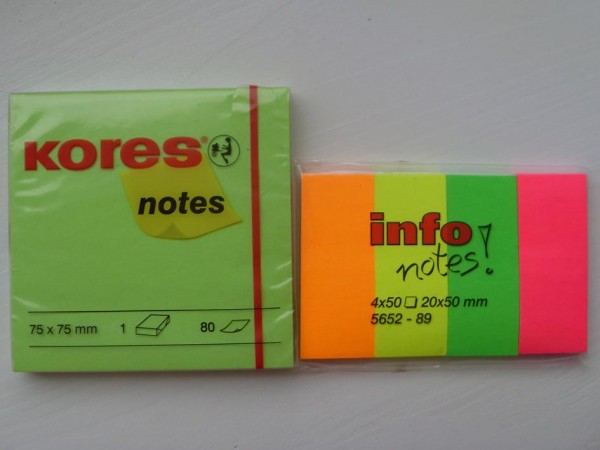 KORES
notes
75 x 75 mm 1 80
info
notes!
4x50 20x50 mm
5652 - 89